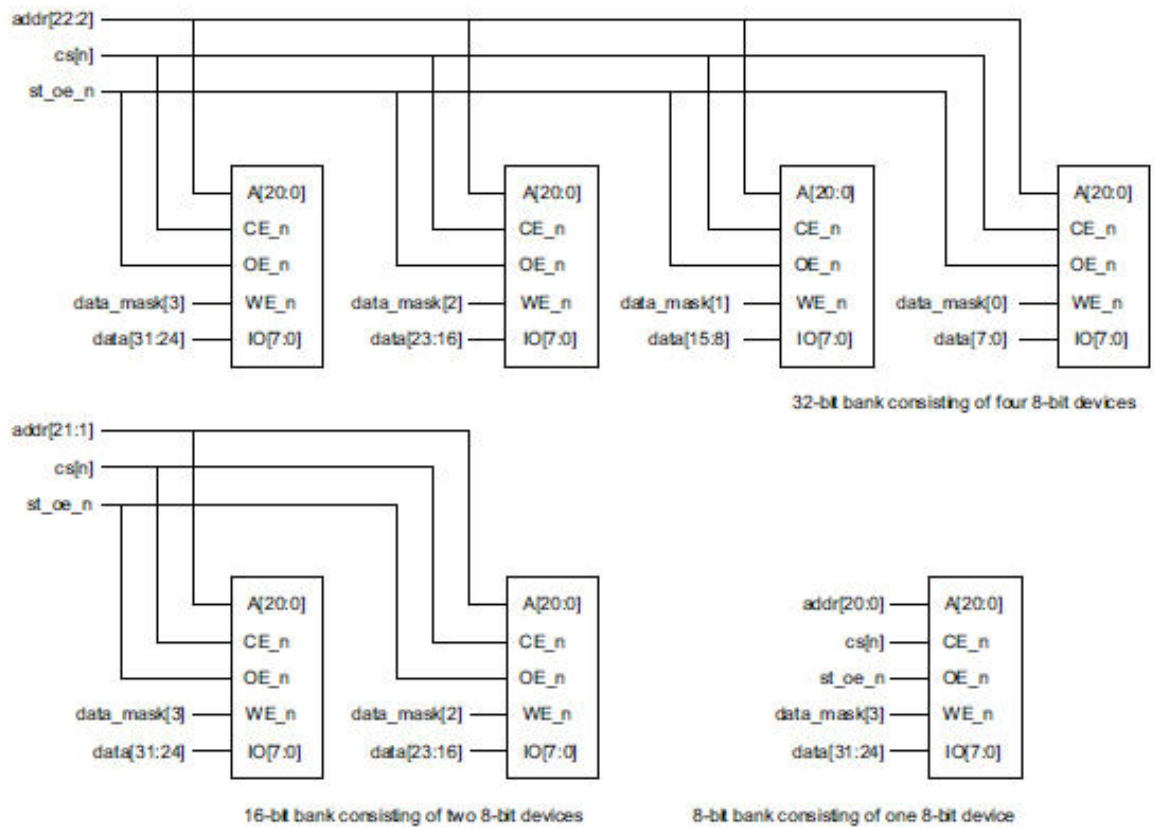 addr[22:2]
cs[n]
st_oe_n
A[20:0] A[20:0] A[20:0] A[20:0]
CE_n CE_n CE_n CE_n
OE_n OE_n OE_n OE_n
data_mask[3] WE_n data_mask[2] WE_n data_mask[1] WE_n data_mask[0] WE_n
data[31:24] IO[7:0] data[23:16] IO[7:0] data[15:8] IO[7:0] data[7:0] IO[7:0]
32-bit bank consisting of four 8-bit devices
addr[21:1]
cs[n]
st_oe_n
A[20:0] A[20:0] addr[20:0] A[20:0]
CE_n CE_n cs[n] CE_n
OE_n OE_n st_oe_n OE_n
data_mask[3] WE_n data_mask[2] WE_n data_mask[3] WE_n
data[31:24] IO[7:0] data[23:16] IO[7:0] data[31:24] IO[7:0]
16-bit bank consisting of two 8-bit devices 8-bit bank consisting of one 8-bit device